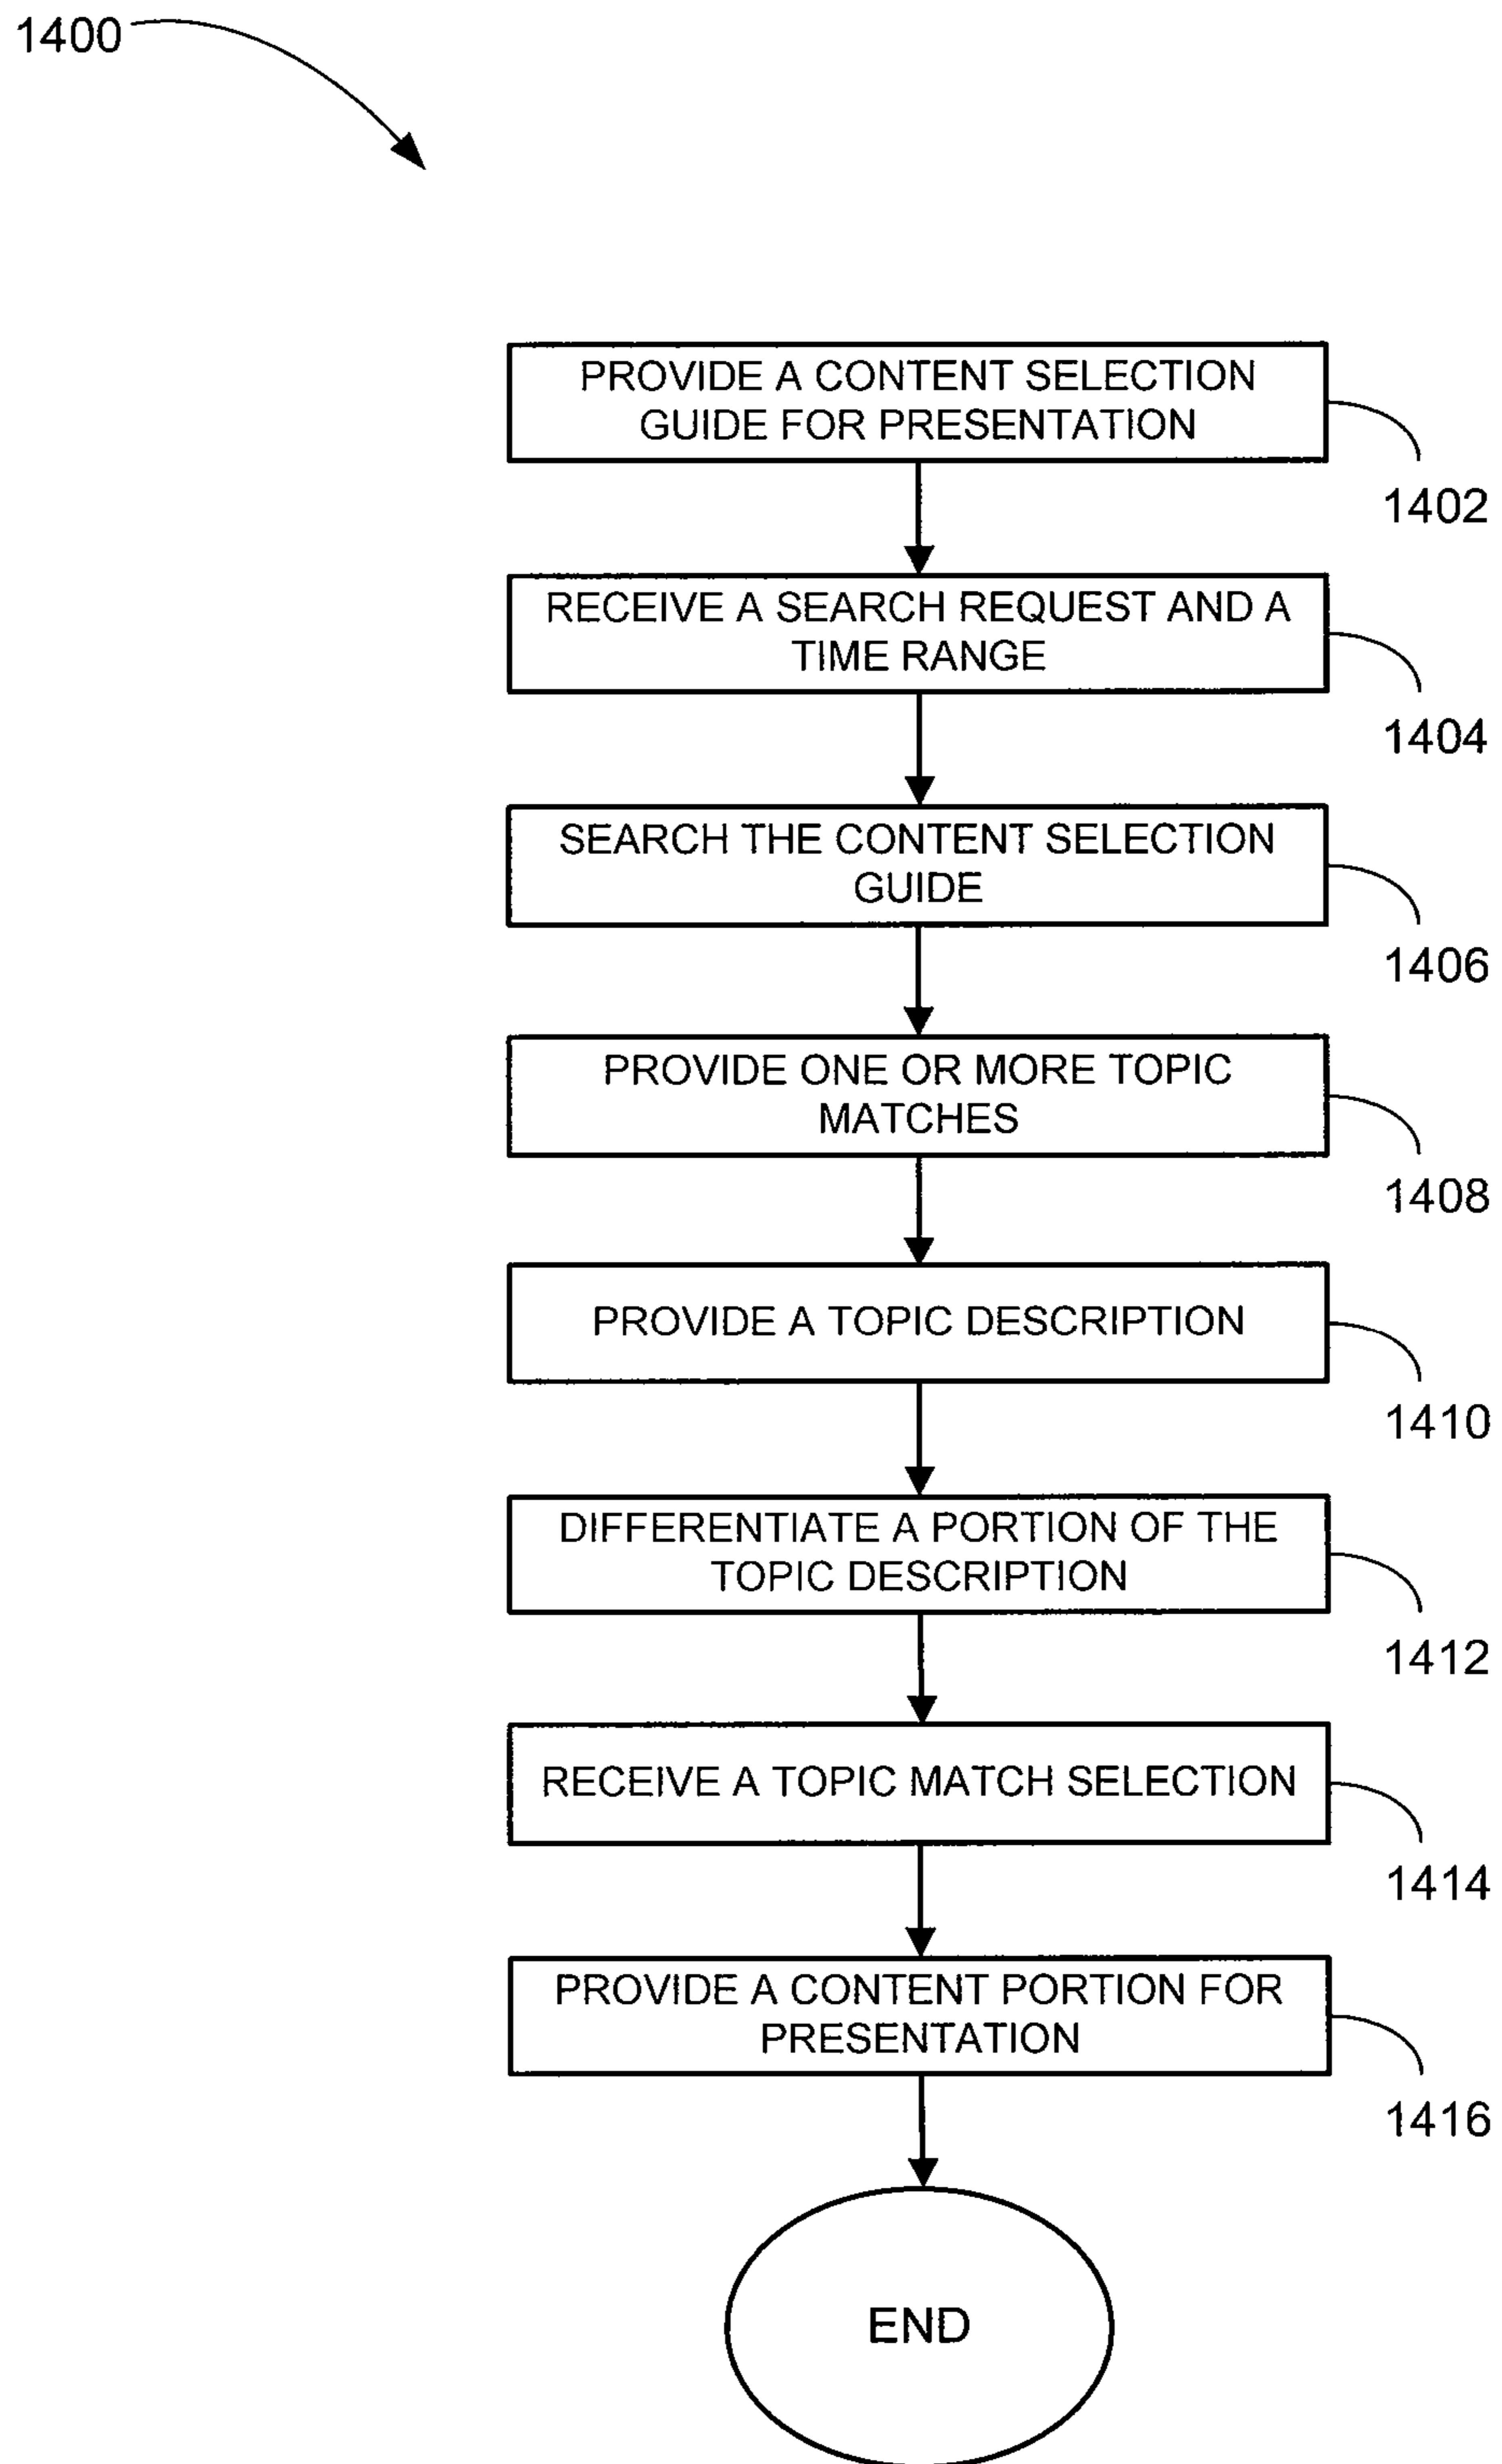 1400
PROVIDE A CONTENT SELECTION
GUIDE FOR PRESENTATION
1402
RECEIVE A SEARCH REQUEST AND A
TIME RANGE
1404
SEARCH THE CONTENT SELECTION
GUIDE
1406
PROVIDE ONE OR MORE TOPIC
MATCHES
1408
PROVIDE A TOPIC DESCRIPTION
1410
DIFFERENTIATE A PORTION OF THE
TOPIC DESCRIPTION
1412
RECEIVE A TOPIC MATCH SELECTION
1414
PROVIDE A CONTENT PORTION FOR
PRESENTATION
1416
END